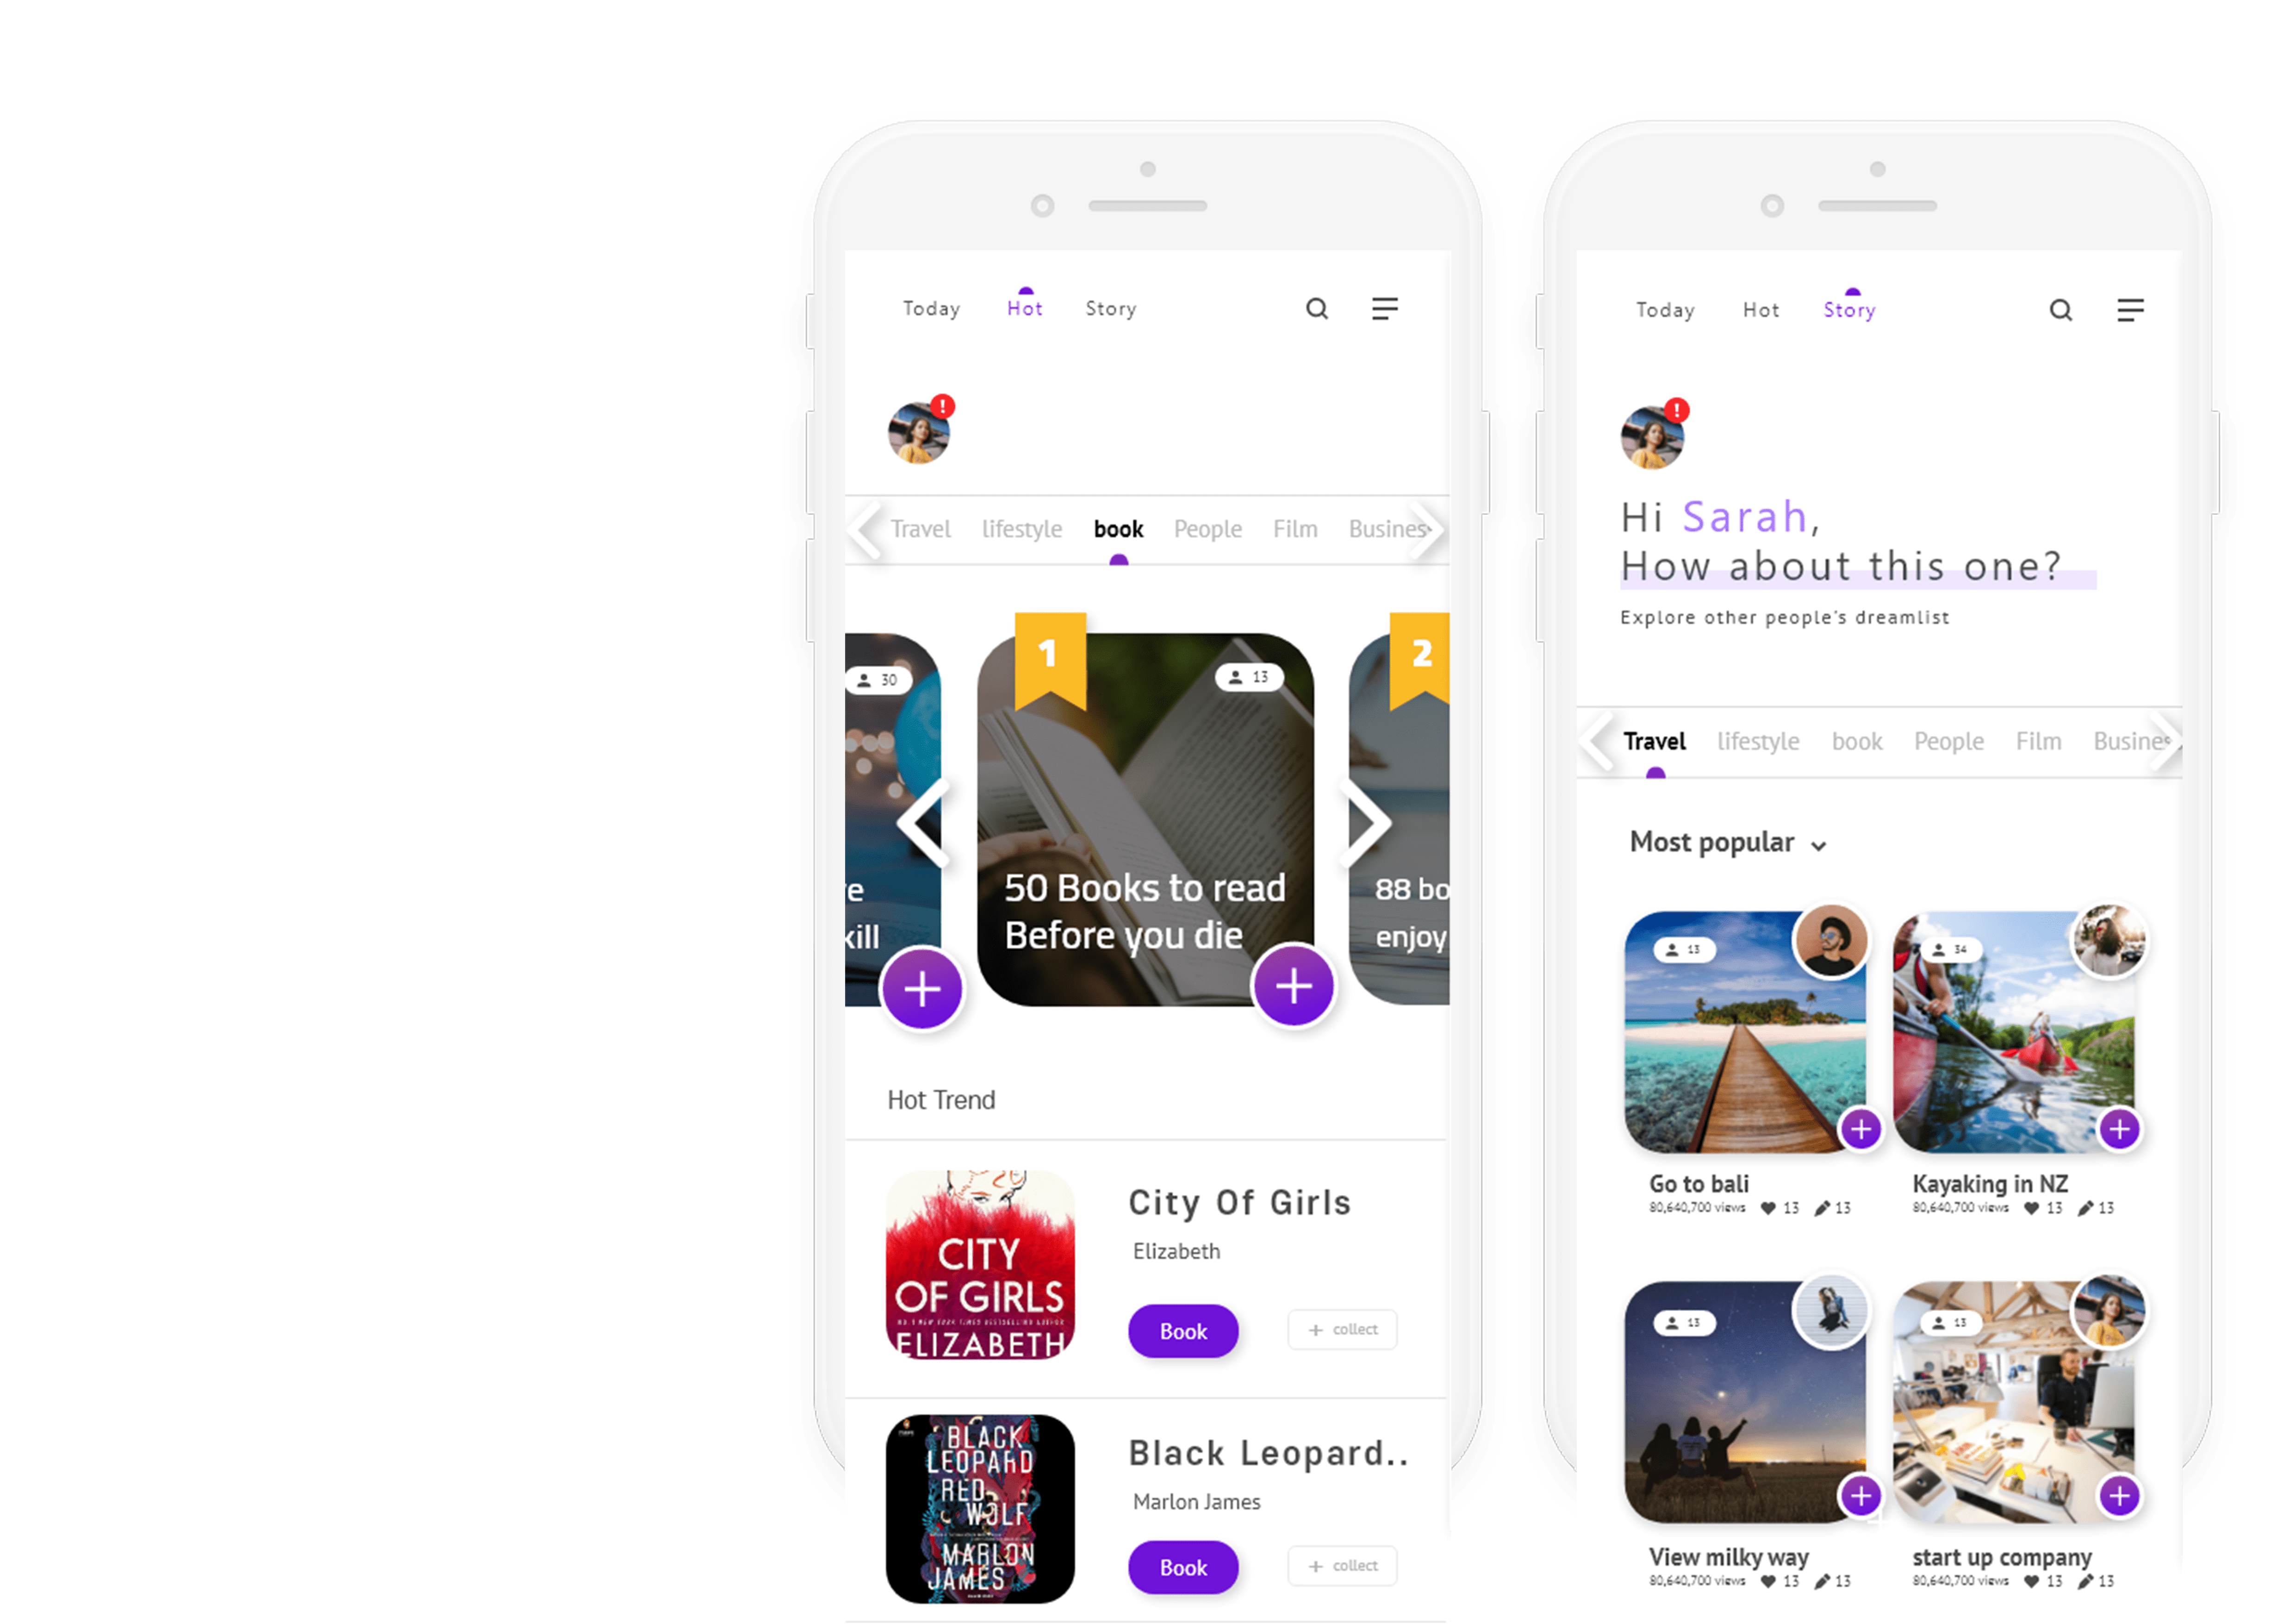 Today Hot Story
!
Travel lifestyle book People Film Busines
30
re
kill
1
13
50 Books to read
Before you die
2
88 bo
enjoy
Hot Trend
CITY
OF GIRLS
ELIZABETH
City Of Girls
Elizabeth
Book + collect
BLACK
LEOPARD
RED
WOLF
MARLON
JAMES
Black Leopard..
Marlon James
Book + collect
Today Hot Story
!
Hi Sarah,
How about this one?
Explore other people's dreamlist
Travel lifestyle book People Film Busines
Most popular
13
34
Go to bali
80,640,700 views 13 13
Kayaking in NZ
80,640,700 views 13 13
13
13
View milky way
80,640,700 views 13 13
start up company
80,640,700 views 13 13